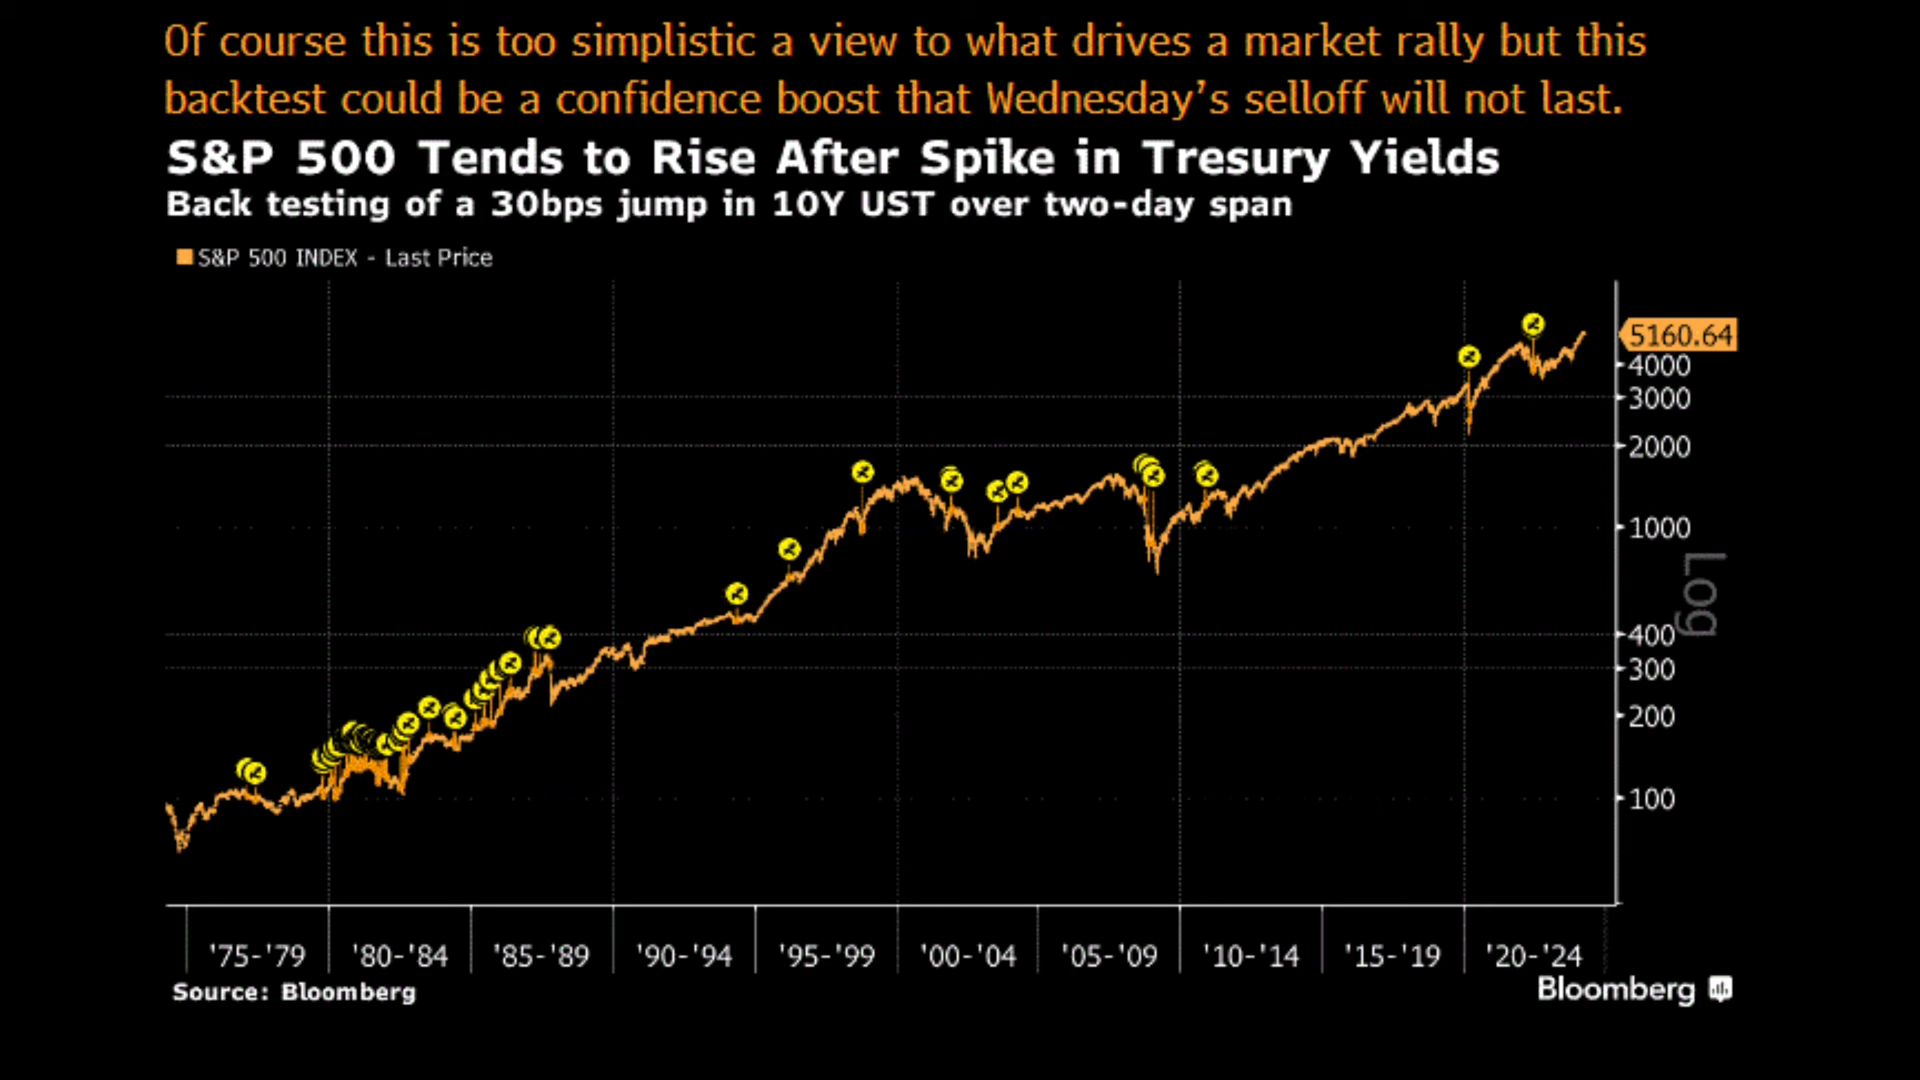 Of course this is too simplistic a view to what drives a market rally but this
backtest could be a confidence boost that Wednesday’s selloff will not last.
S&P 500 Tends to Rise After Spike in Tresury Yields
Back testing of a 30bps jump in 10Y UST over two-day span
S&P 500 INDEX - Last Price
5160.64
4000
3000
2000
1000
400
300
200
100
Log
'75-'79 '80-'84 '85-'89 '90-'94 '95-'99 '00-'04 '05-'09 '10-'14 '15-'19 '20-'24
Source: Bloomberg
Bloomberg